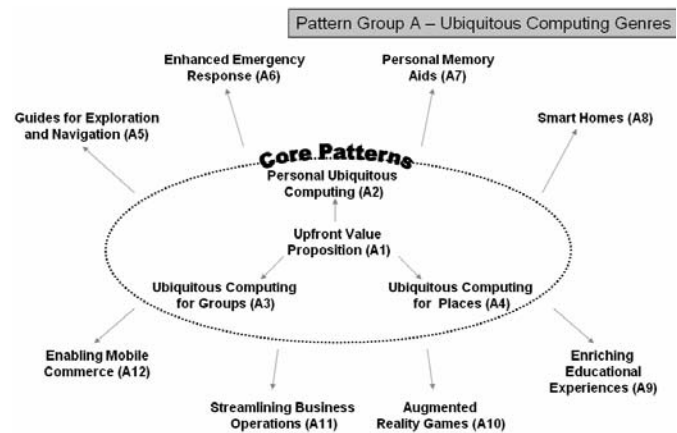 Pattern Group A – Ubiquitous Computing Genres
Enhanced Emergency
Response (A6)
Personal Memory
Aids (A7)
Guides for Exploration
and Navigation (A5)
Smart Homes (A8)
Core Patterns
Personal Ubiquitous
Computing (A2)
Upfront Value
Proposition (A1)
Ubiquitous Computing
for Groups (A3)
Ubiquitous Computing
for Places (A4)
Enabling Mobile
Commerce (A12)
Enriching
Educational
Experiences (A9)
Streamlining Business
Operations (A11)
Augmented
Reality Games (A10)